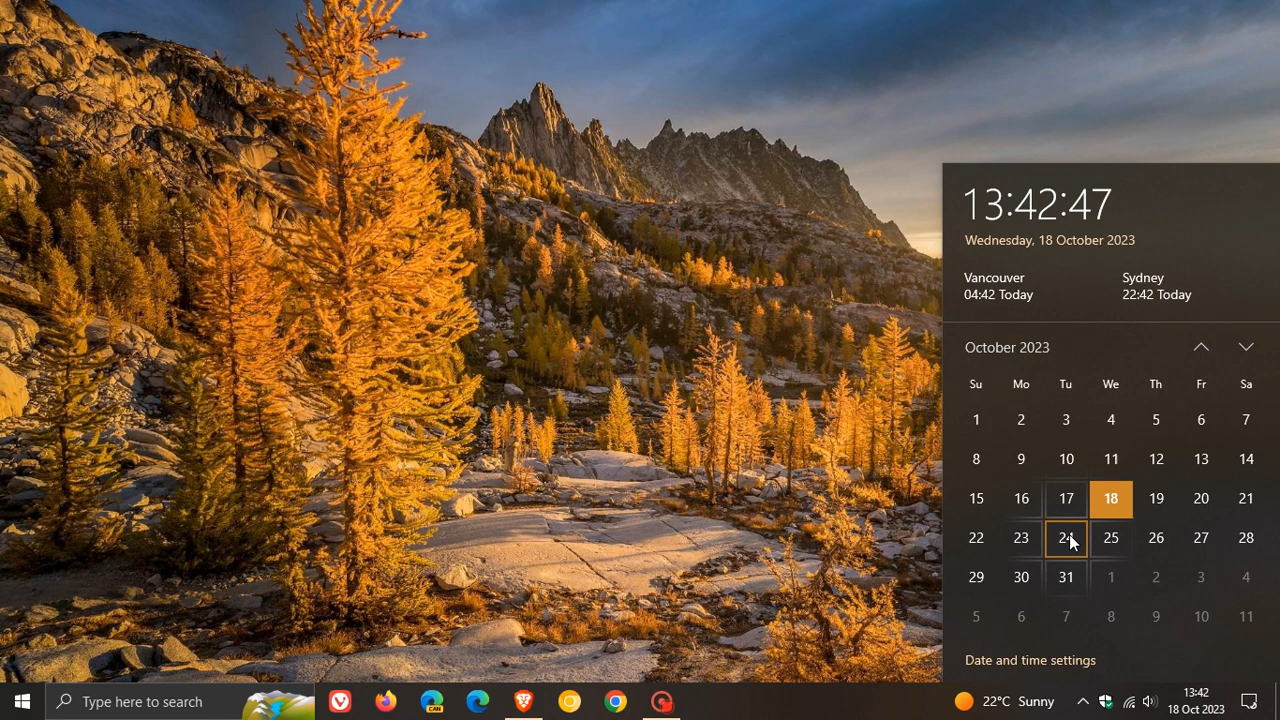 13:42:47
Wednesday, 18 October 2023
Vancouver Sydney
04:42 Today 22:42 Today
October 2023
Su Mo Tu We Th Fr Sa
1 2 3 4 5 6 7
8 9 10 11 12 13 14
15 16 17 18 19 20 21
22 23 24 25 26 27 28
29 30 31 1 2 3 4
5 6 7 8 9 10 11
Date and time settings
Type here to search
CAN
22°C Sunny
13:42
18 Oct 2023